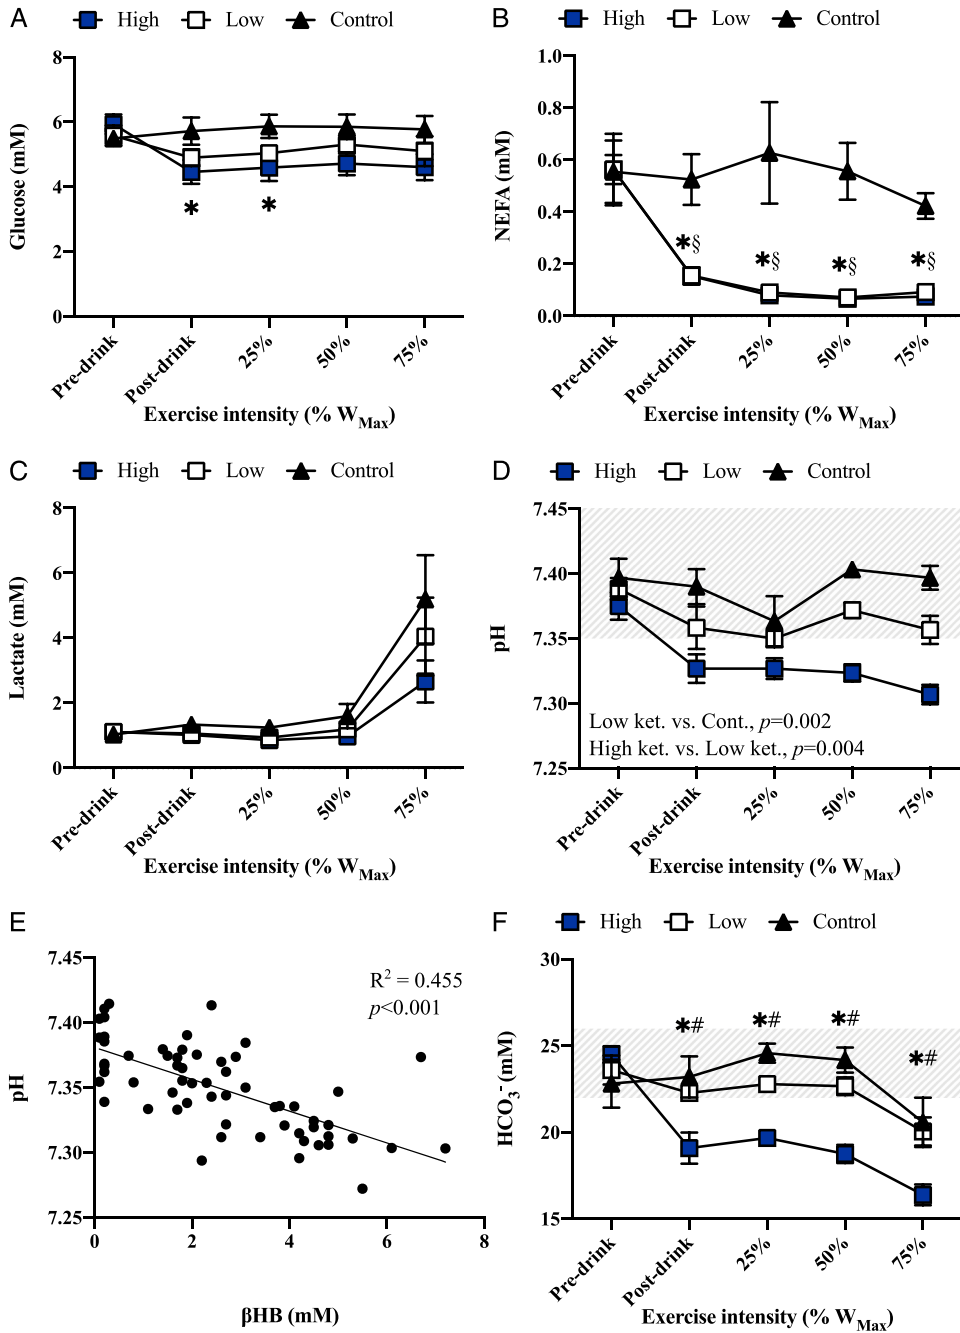 A
High Low Control
Glucose (mM)
8
6
4
2
0
* *
Pre-drink Post-drink 25% 50% 75%
Exercise intensity (% WMax)
B
High Low Control
NEFA (mM)
1.0
0.8
0.6
0.4
0.2
0.0
*§ *§ *§ *§
Pre-drink Post-drink 25% 50% 75%
Exercise intensity (% WMax)
C
High Low Control
Lactate (mM)
8
6
4
2
0
Pre-drink Post-drink 25% 50% 75%
Exercise intensity (% WMax)
D
High Low Control
pH
7.45
7.40
7.35
7.30
7.25
Low ket. vs. Cont., p=0.002
High ket. vs. Low ket., p=0.004
Pre-drink Post-drink 25% 50% 75%
Exercise intensity (% WMax)
E
pH
7.45
7.40
7.35
7.30
7.25
R² = 0.455
p<0.001
0 2 4 6 8
βHB (mM)
F
High Low Control
HCO₃⁻ (mM)
30
25
20
15
*# *# *# *#
Pre-drink Post-drink 25% 50% 75%
Exercise intensity (% WMax)